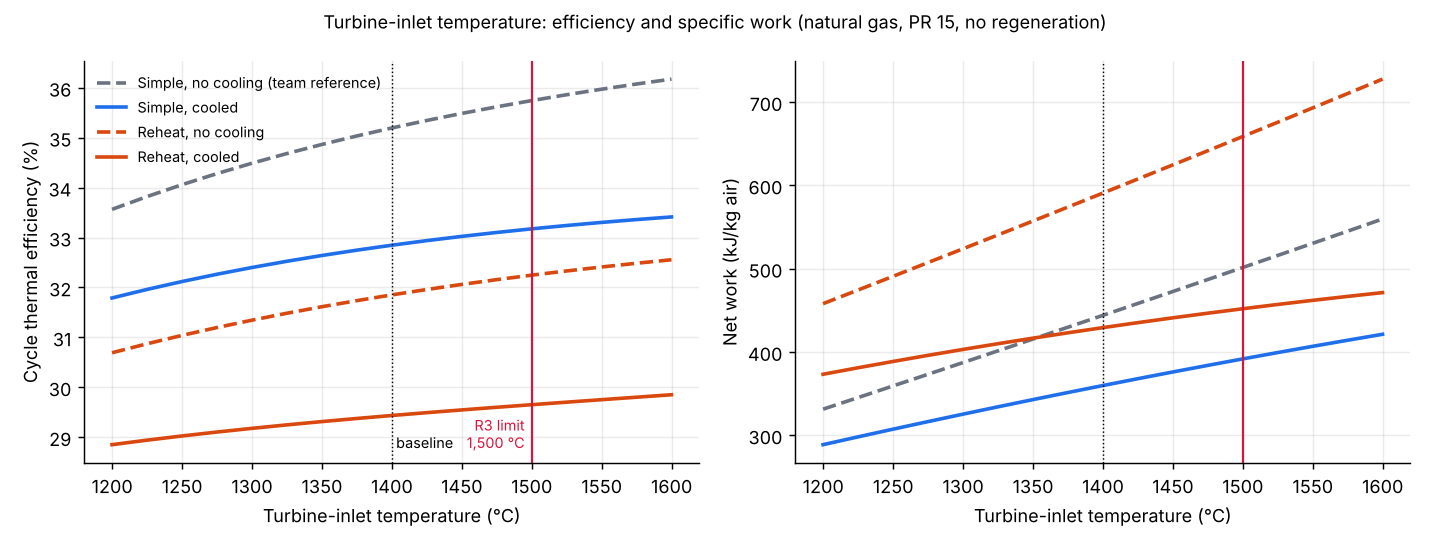 Turbine-inlet temperature: efficiency and specific work (natural gas, PR 15, no regeneration)
Cycle thermal efficiency (%)
36
35
34
33
32
31
30
29
Simple, no cooling (team reference)
Simple, cooled
Reheat, no cooling
Reheat, cooled
R3 limit
1,500 °C
baseline
1200 1250 1300 1350 1400 1450 1500 1550 1600
Turbine-inlet temperature (°C)
Net work (kJ/kg air)
700
600
500
400
300
1200 1250 1300 1350 1400 1450 1500 1550 1600
Turbine-inlet temperature (°C)